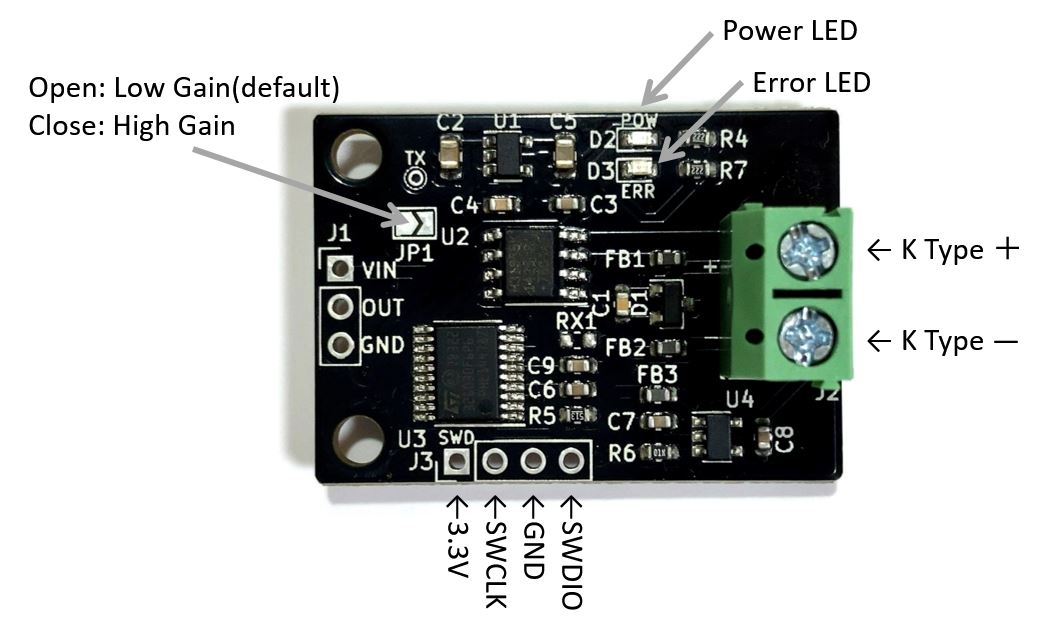 Power LED
Error LED
Open: Low Gain(default)
Close: High Gain
C2
U1
C5
POW
D2
R4
TX
D3
R7
ERR
C4
C3
JP1
U2
J1
VIN
FB1
+
← K Type +
OUT
C1
D1
RX1
GND
FB2
← K Type —
C9
FB3
C6
R5
U4
J2
C7
C8
U3
SWD
R6
J3
←3.3V
←SWCLK
←GND
←SWDIO